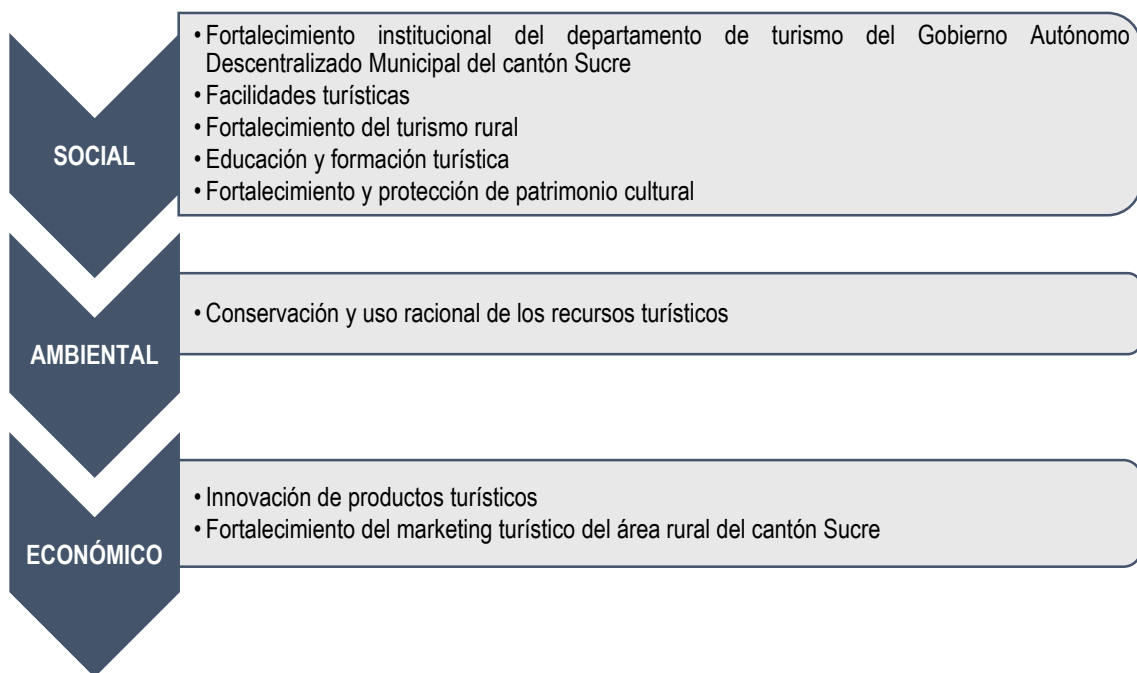 SOCIAL
• Fortalecimiento institucional del departamento de turismo del Gobierno Autónomo
Descentralizado Municipal del cantón Sucre
• Facilidades turísticas
• Fortalecimiento del turismo rural
• Educación y formación turística
• Fortalecimiento y protección de patrimonio cultural
AMBIENTAL
• Conservación y uso racional de los recursos turísticos
ECONÓMICO
• Innovación de productos turísticos
• Fortalecimiento del marketing turístico del área rural del cantón Sucre